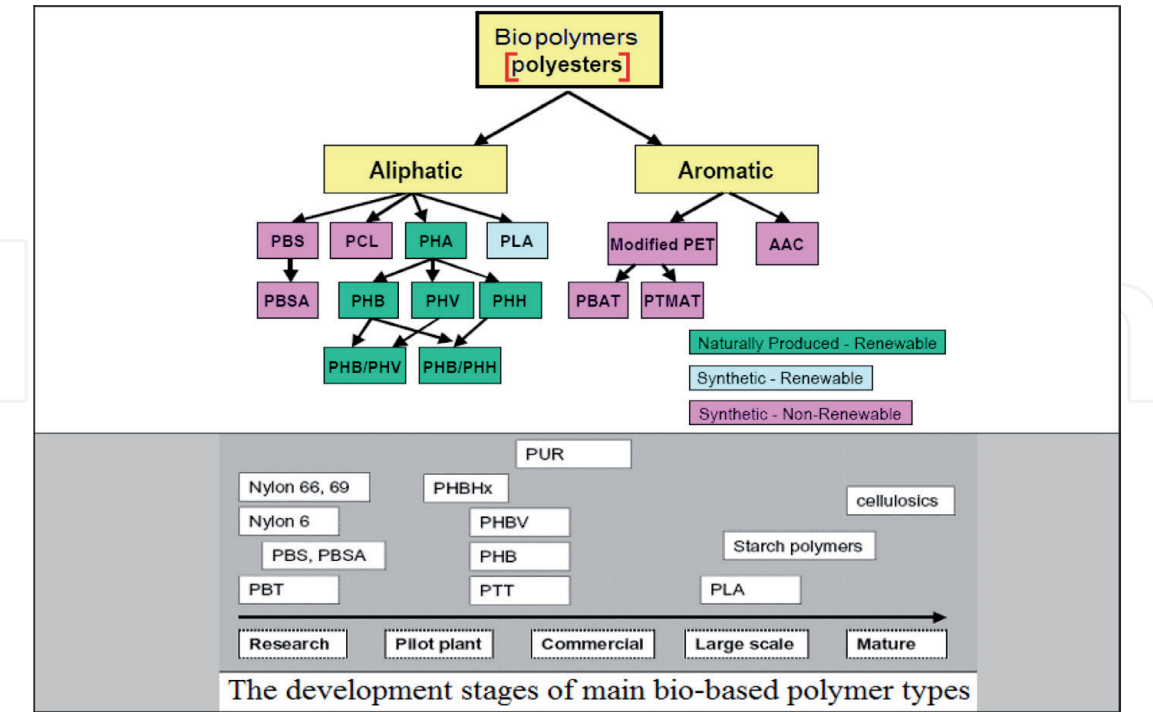 Biopolymers
[polyesters]
Aliphatic
Aromatic
PBS
PCL
PHA
PLA
Modified PET
AAC
PBSA
PHB
PHV
PHH
PBAT
PTMAT
PHB/PHV
PHB/PHH
Naturally Produced - Renewable
Synthetic - Renewable
Synthetic - Non-Renewable
PUR
Nylon 66, 69
PHBHx
cellulosics
Nylon 6
PHBV
Starch polymers
PBS, PBSA
PHB
PBT
PTT
PLA
Research
Pilot plant
Commercial
Large scale
Mature
The development stages of main bio-based polymer types